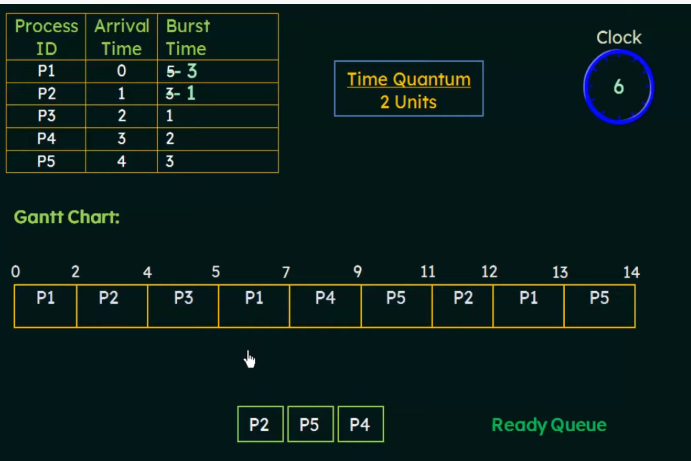 Process ID Arrival Time Burst Time
P1 0 5- 3
P2 1 3- 1
P3 2 1
P4 3 2
P5 4 3
Time Quantum
2 Units
Clock
6
Gantt Chart:
0 2 4 5 7 9 11 12 13 14
P1 P2 P3 P1 P4 P5 P2 P1 P5
P2 P5 P4
Ready Queue